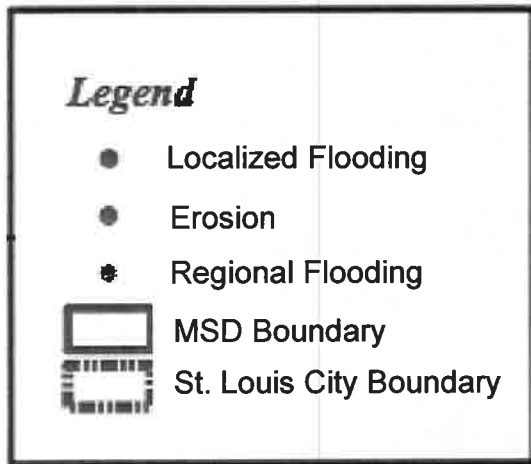 Legend
Localized Flooding
Erosion
Regional Flooding
MSD Boundary
St. Louis City Boundary